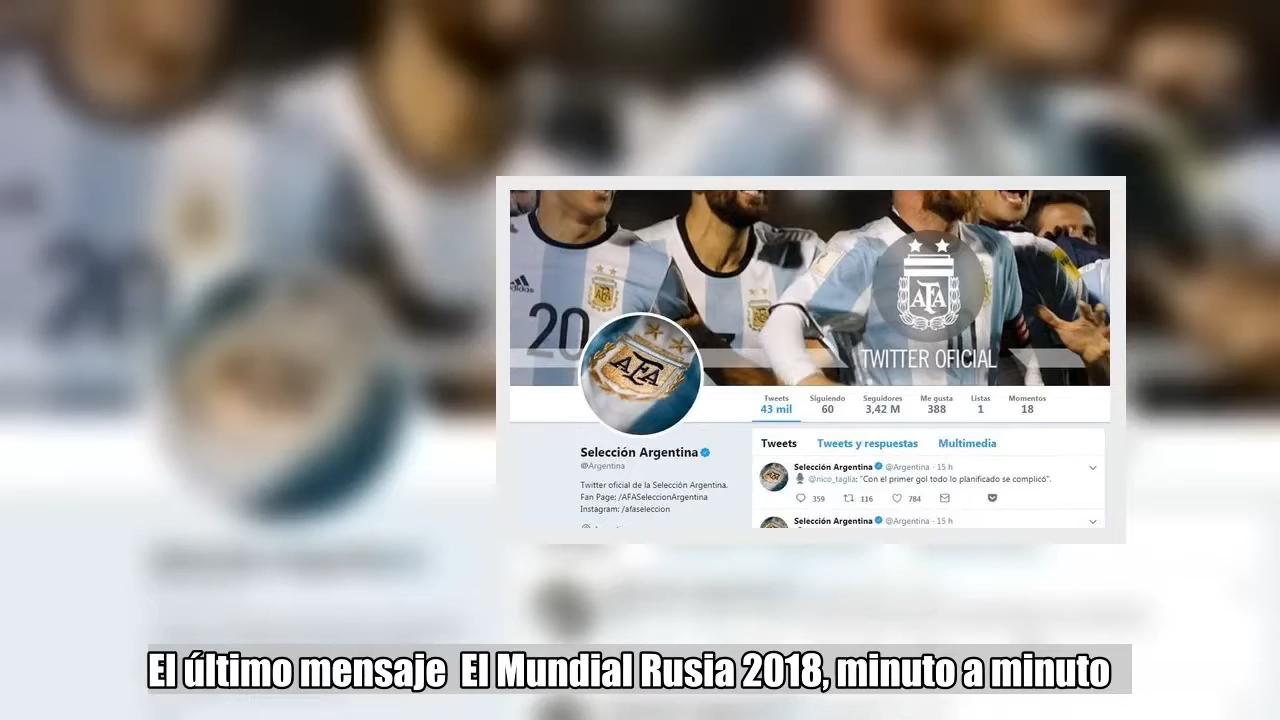 adidas
20
AFA
TWITTER OFICIAL
AFA
Tweets Siguiendo Seguidores Me gusta Listas Momentos
43 mil 60 3,42 M 388 1 18
Selección Argentina
@Argentina
Twitter oficial de la Selección Argentina.
Fan Page: /AFASeleccionArgentina
Instagram: /afaseleccion
Tweets Tweets y respuestas Multimedia
Selección Argentina @Argentina · 15 h
@nico_taglia: "Con el primer gol todo lo planificado se complicó".
359 116 784
Selección Argentina @Argentina · 15 h
El último mensaje El Mundial Rusia 2018, minuto a minuto